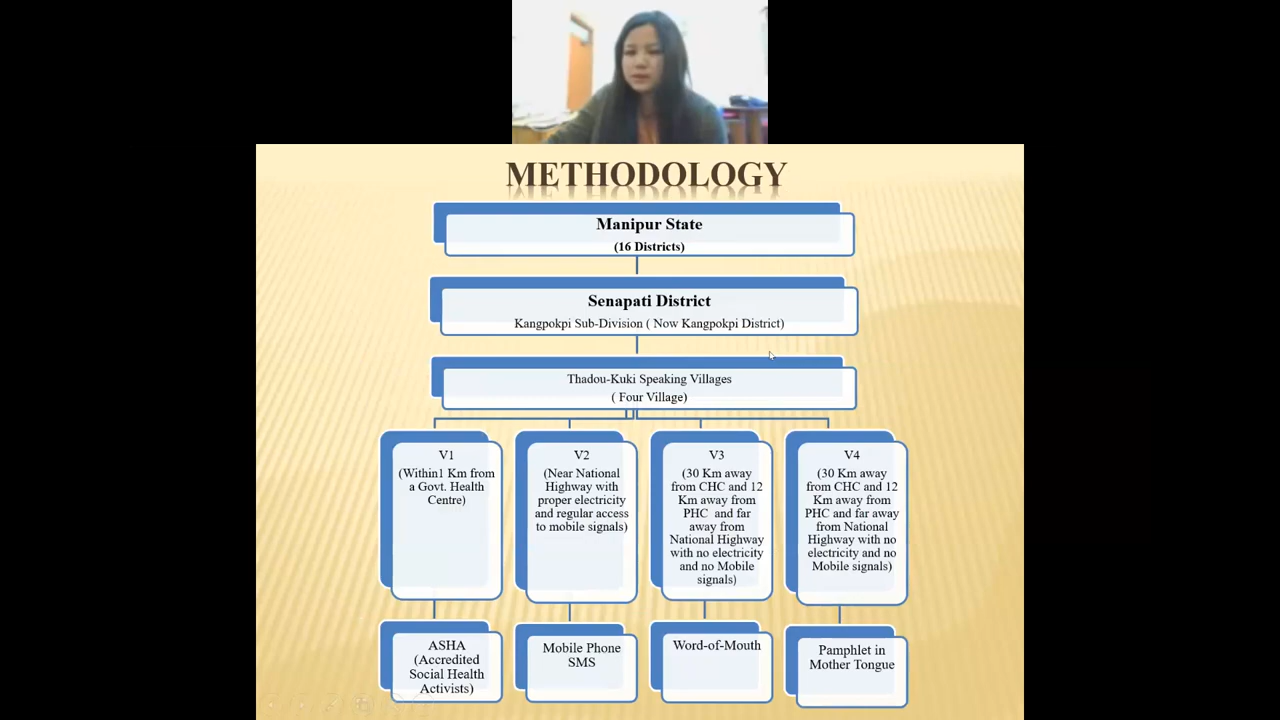 METHODOLOGY
Manipur State
(16 Districts)
Senapati District
Kangpokpi Sub-Division ( Now Kangpokpi District)
Thadou-Kuki Speaking Villages
( Four Village)
V1
(Within1 Km from
a Govt. Health
Centre)
V2
(Near National
Highway with
proper electricity
and regular access
to mobile signals)
V3
(30 Km away
from CHC and 12
Km away from
PHC and far
away from
National Highway
with no electricity
and no Mobile
signals)
V4
(30 Km away
from CHC and 12
Km away from
PHC and far away
from National
Highway with no
electricity and no
Mobile signals)
ASHA
(Accredited
Social Health
Activists)
Mobile Phone
SMS
Word-of-Mouth
Pamphlet in
Mother Tongue